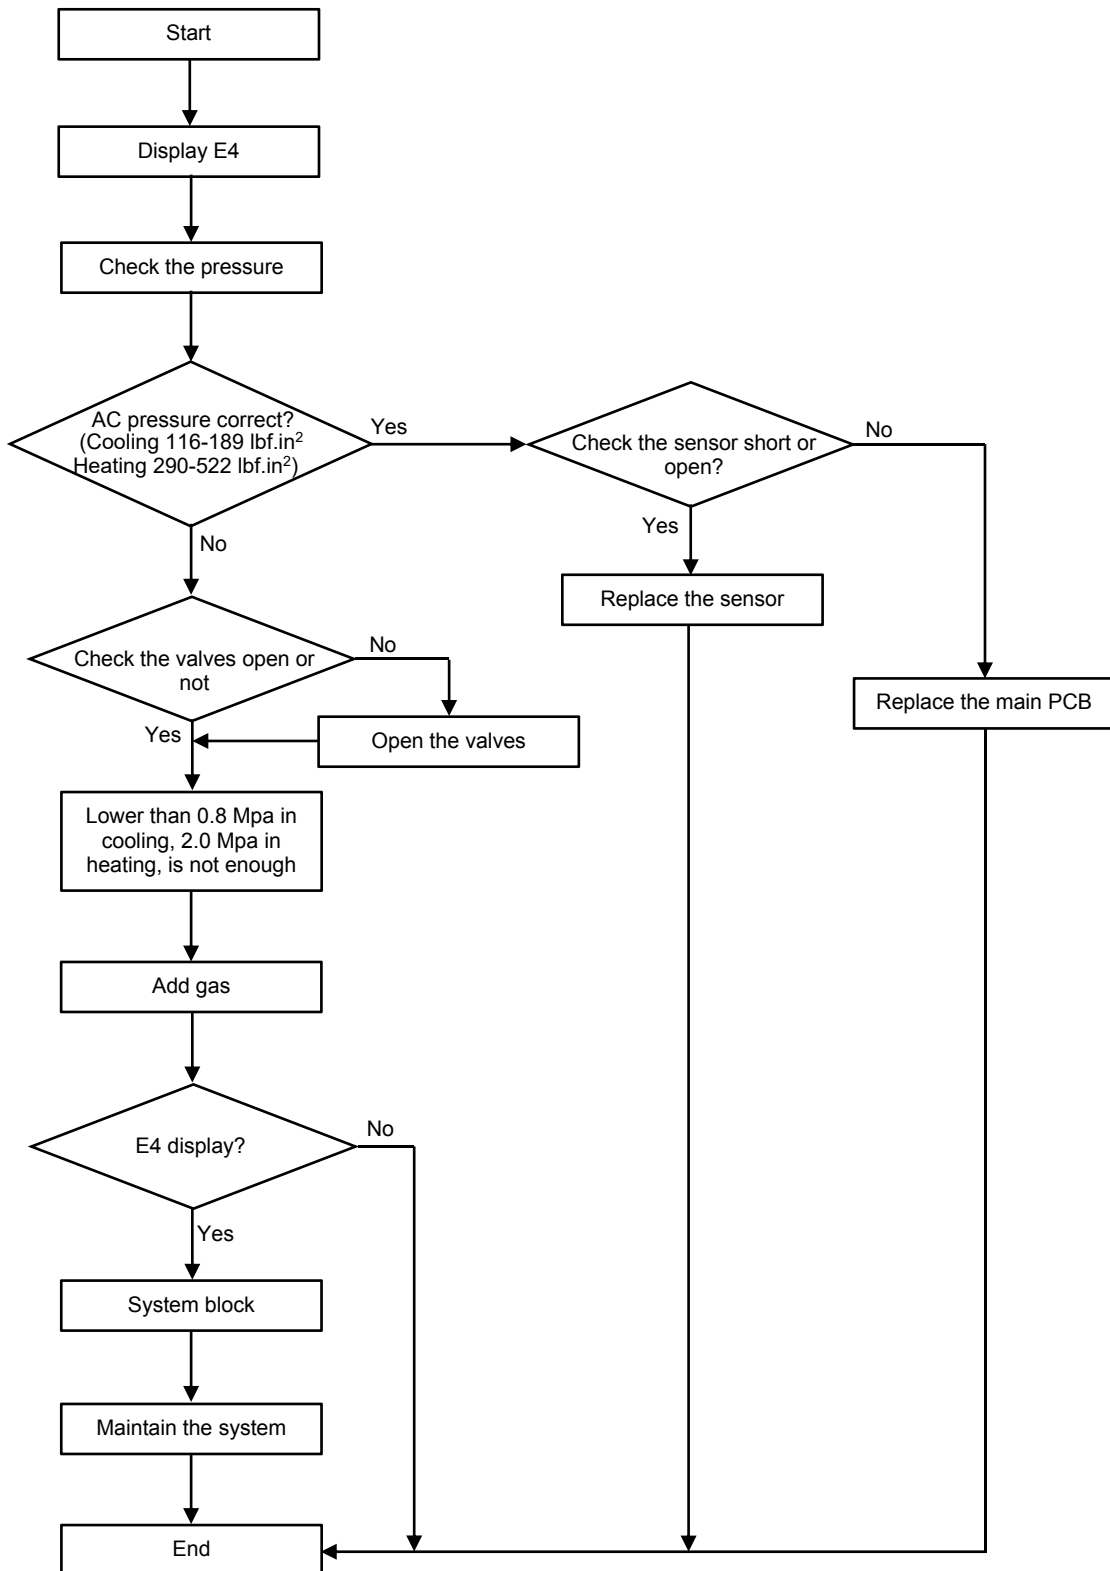 Start
Display E4
Check the pressure
AC pressure correct?
(Cooling 116-189 lbf.in²
Heating 290-522 lbf.in²)
Yes
Check the sensor short or
open?
No
No
Yes
Replace the sensor
Check the valves open or
not
No
Replace the main PCB
Yes
Open the valves
Lower than 0.8 Mpa in
cooling, 2.0 Mpa in
heating, is not enough
Add gas
E4 display?
No
Yes
System block
Maintain the system
End